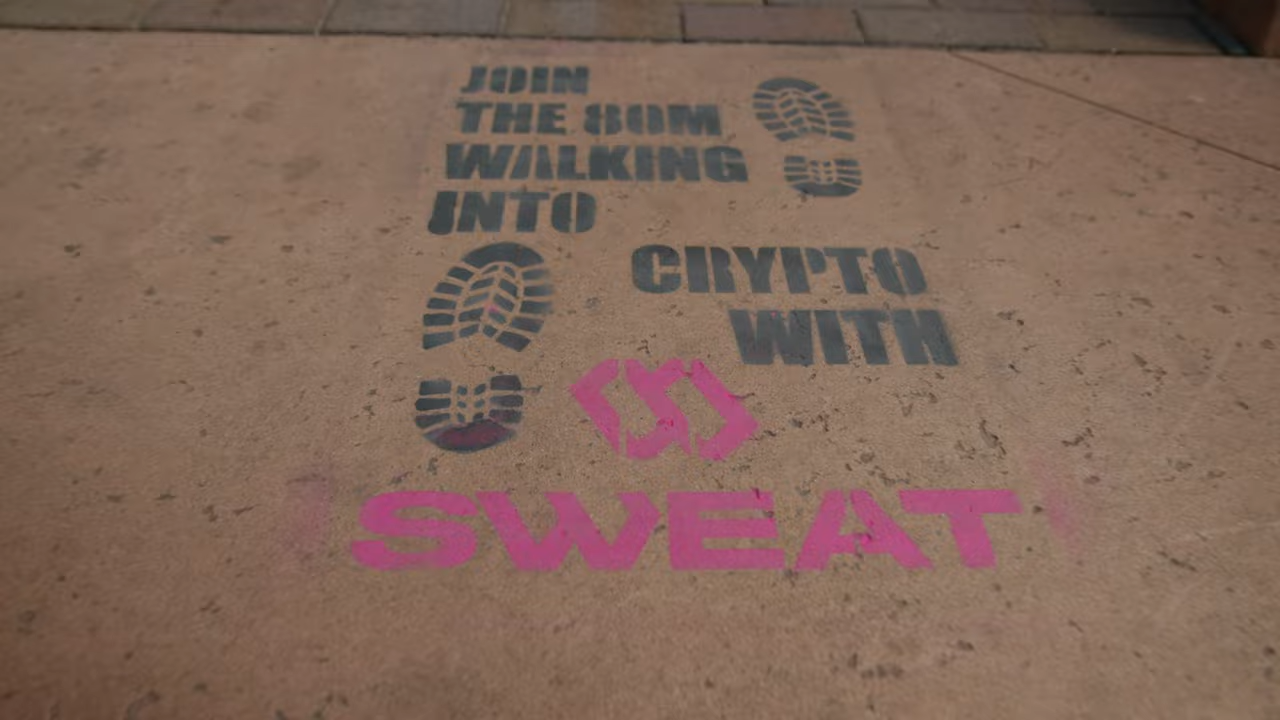 JOIN
THE 80M
WALKING
INTO
CRYPTO
WITH
SWEAT